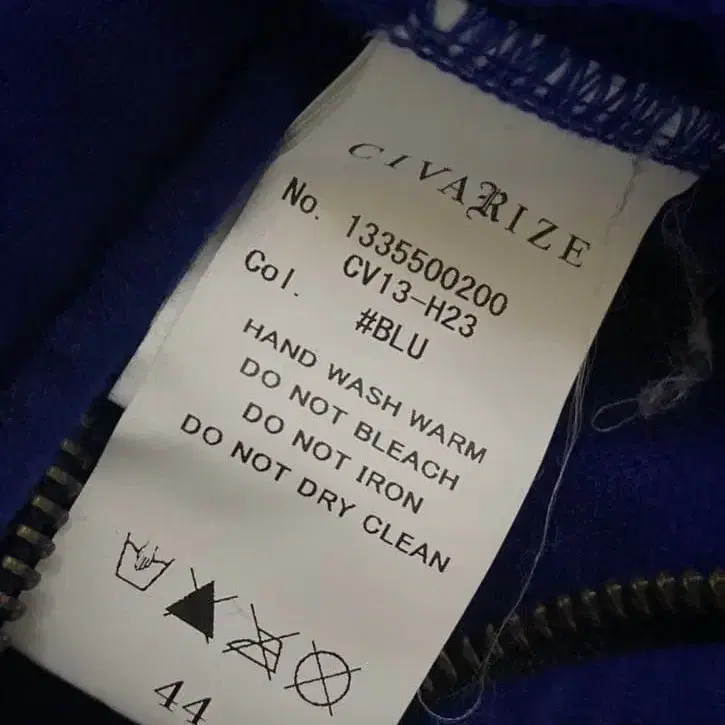 CIVARIZE
No. 1335500200
CV13-H23
Col. #BLU
HAND WASH WARM
DO NOT BLEACH
DO NOT IRON
DO NOT DRY CLEAN
44